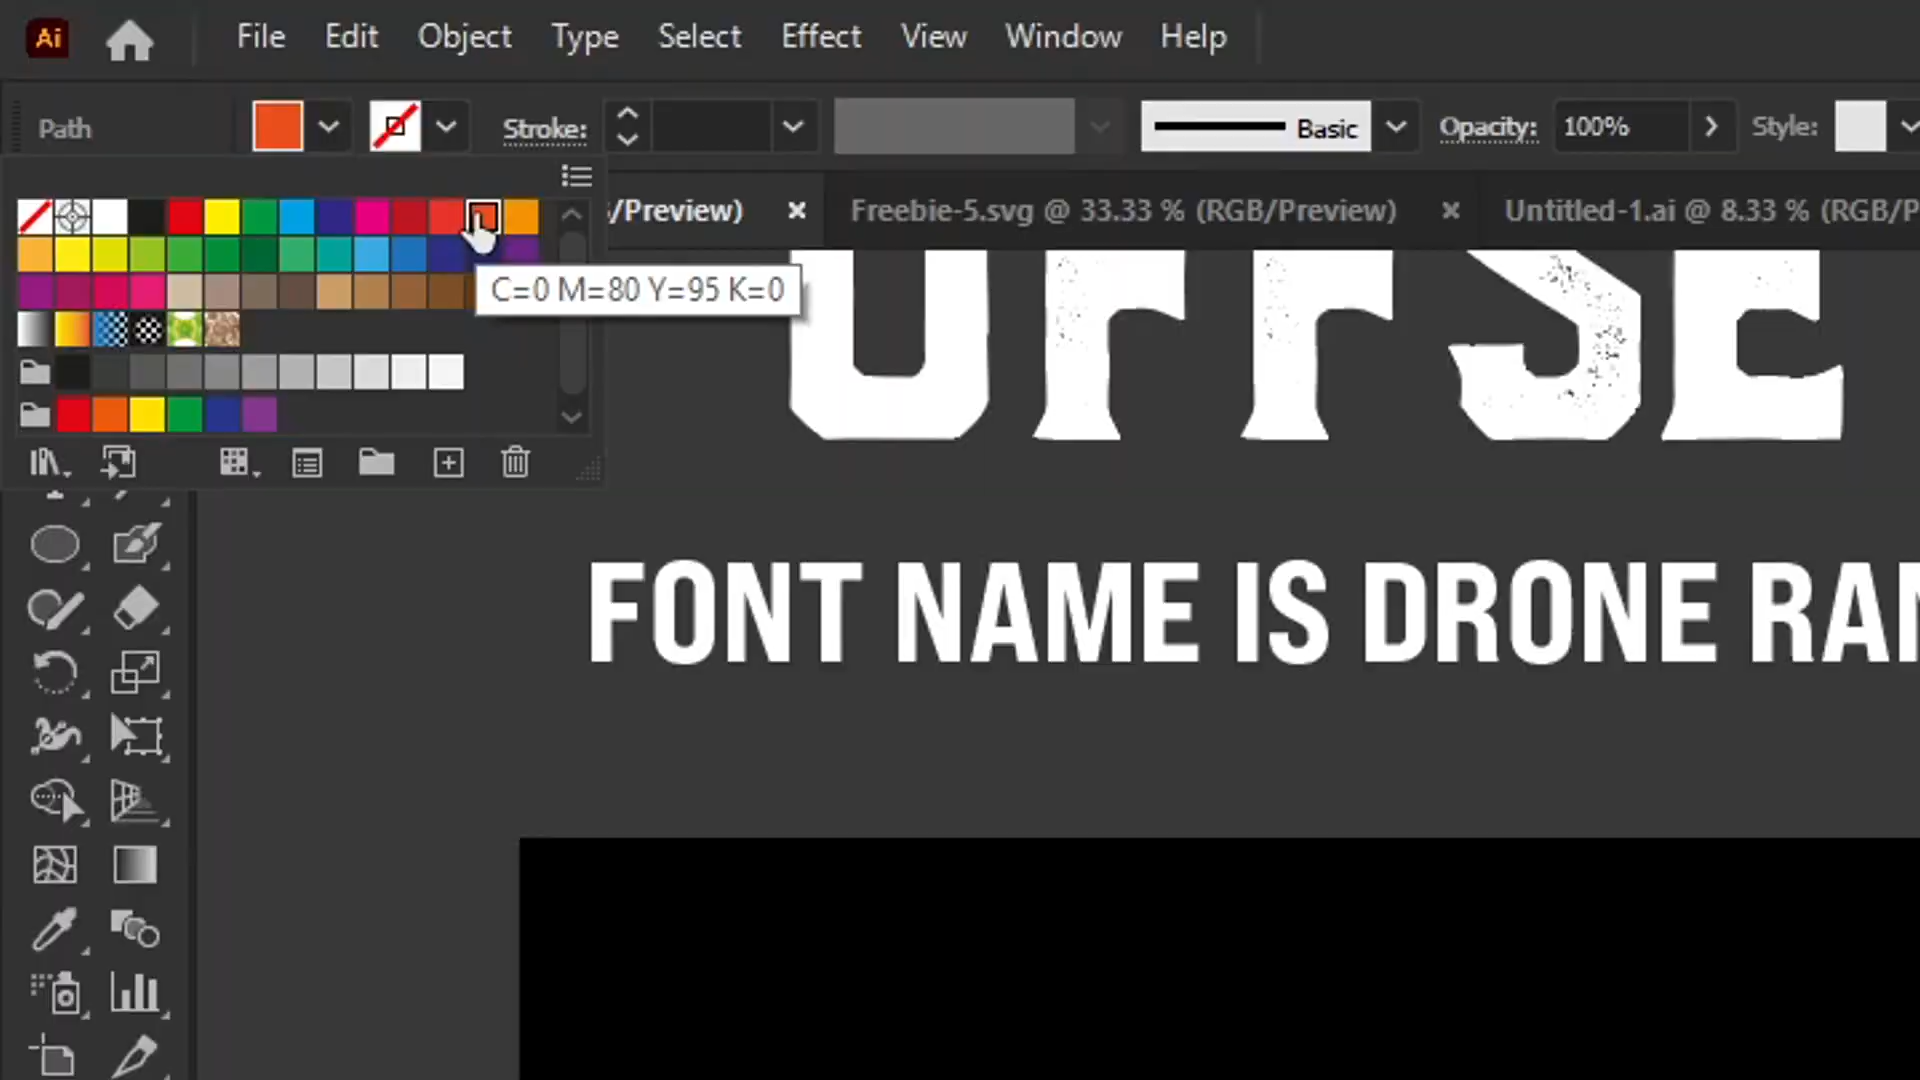 Ai File Edit Object Type Select Effect View Window Help
Path Stroke: Basic Opacity: 100% Style:
/Preview) × Freebie-5.svg @ 33.33 % (RGB/Preview) × Untitled-1.ai @ 8.33 % (RGB/P
C=0 M=80 Y=95 K=0
OFFSE
FONT NAME IS DRONE RAN